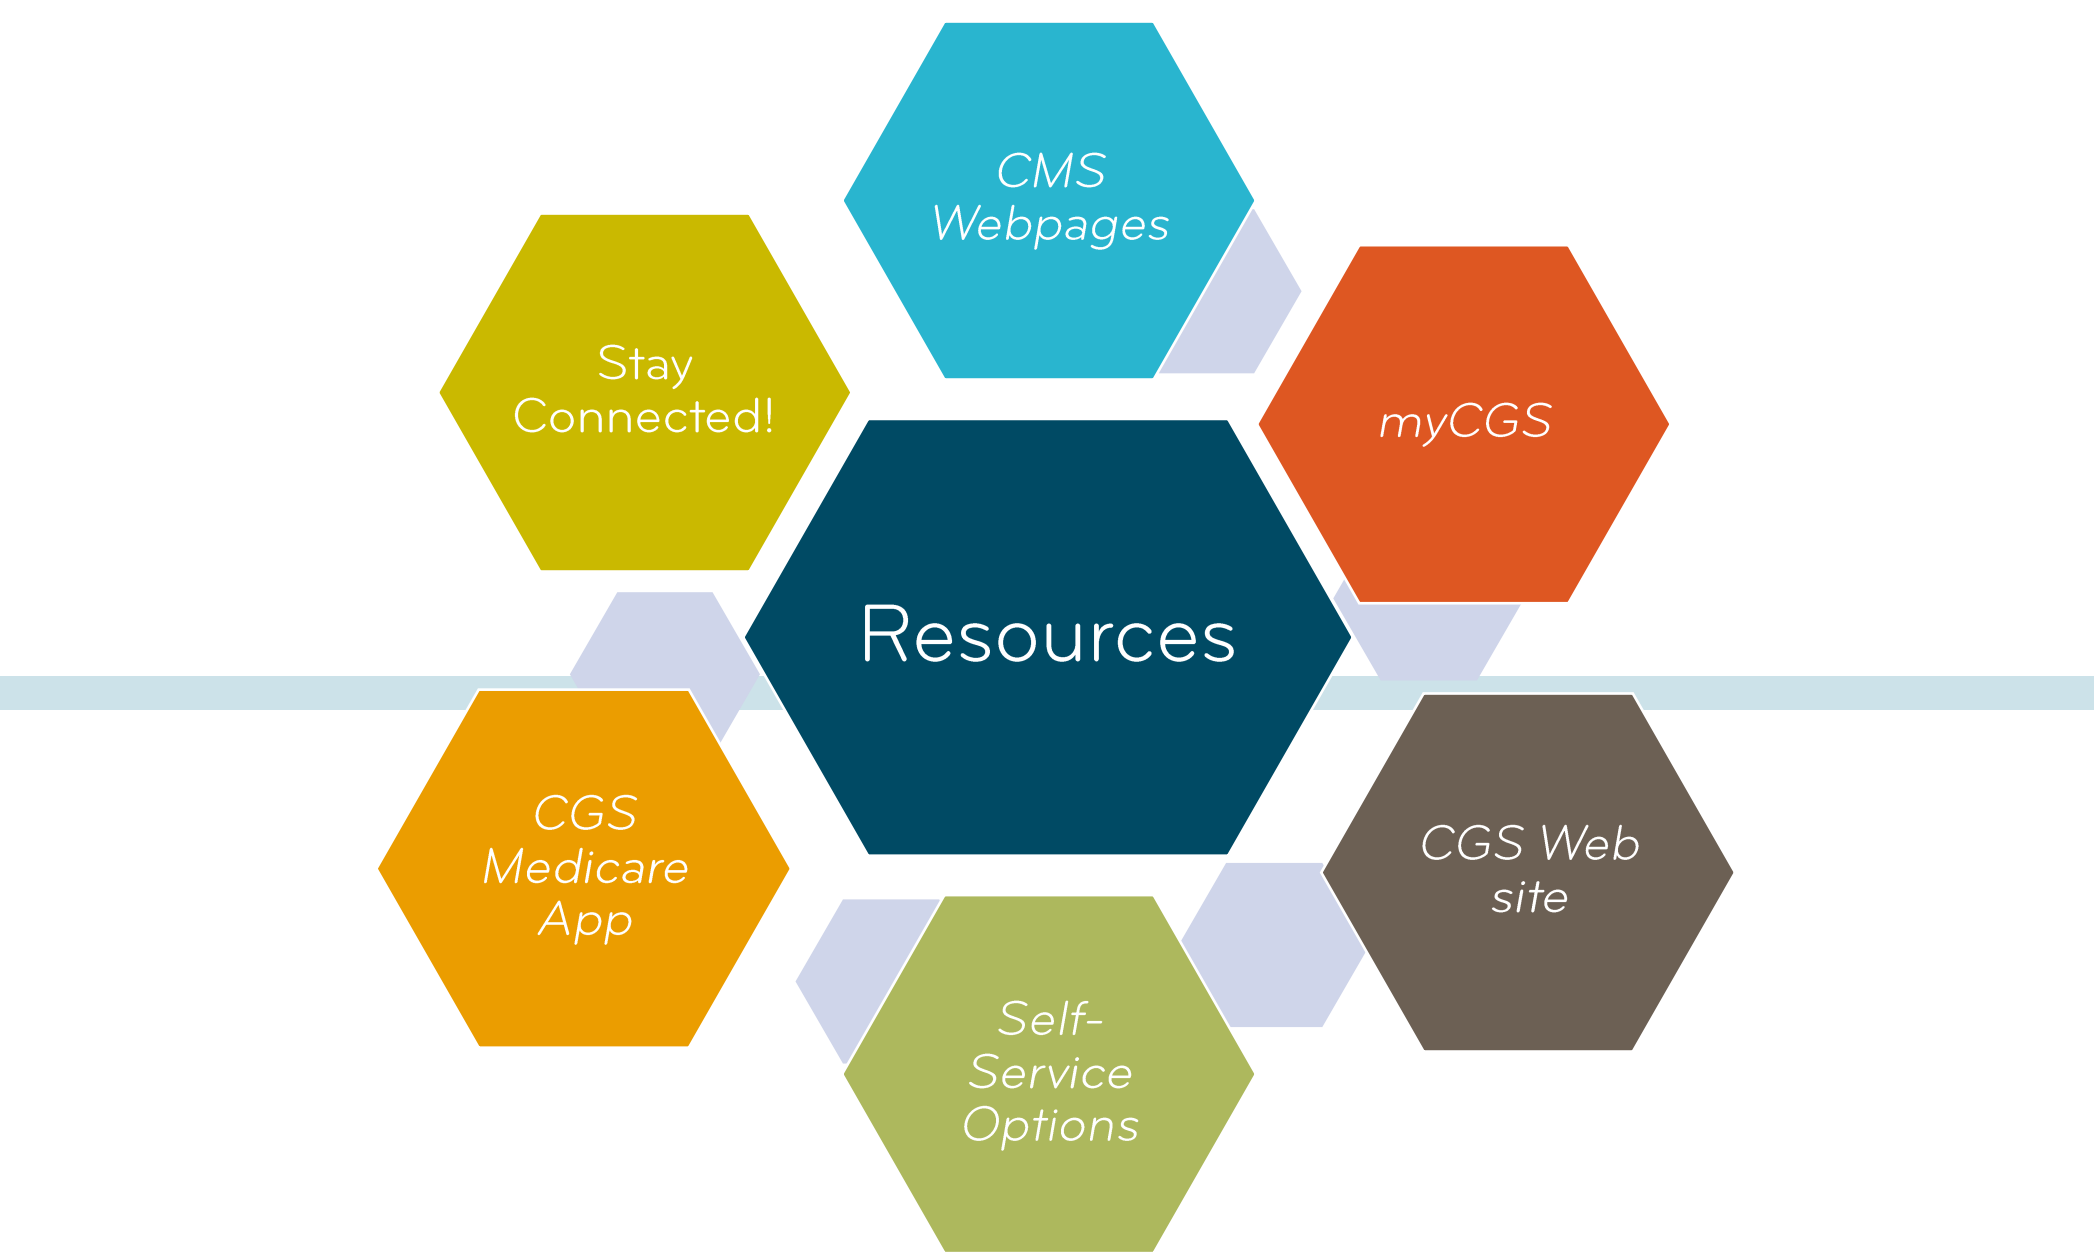 CMS
Webpages
Stay
Connected!
myCGS
Resources
CGS
Medicare
App
CGS Web
site
Self-
Service
Options